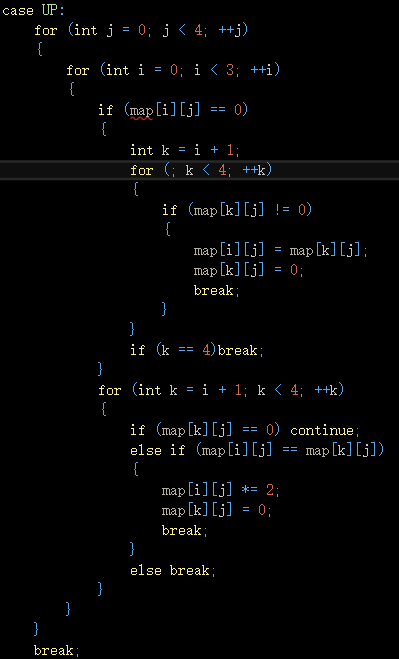 case UP:
    for (int j = 0; j < 4; ++j)
    {
        for (int i = 0; i < 3; ++i)
        {
            if (map[i][j] == 0)
            {
                int k = i + 1;
                for (; k < 4; ++k)
                {
                    if (map[k][j] != 0)
                    {
                        map[i][j] = map[k][j];
                        map[k][j] = 0;
                        break;
                    }
                }
                if (k == 4)break;
            }
            for (int k = i + 1; k < 4; ++k)
            {
                if (map[k][j] == 0) continue;
                else if (map[i][j] == map[k][j])
                {
                    map[i][j] *= 2;
                    map[k][j] = 0;
                    break;
                }
                else break;
            }
        }
    }
    break;